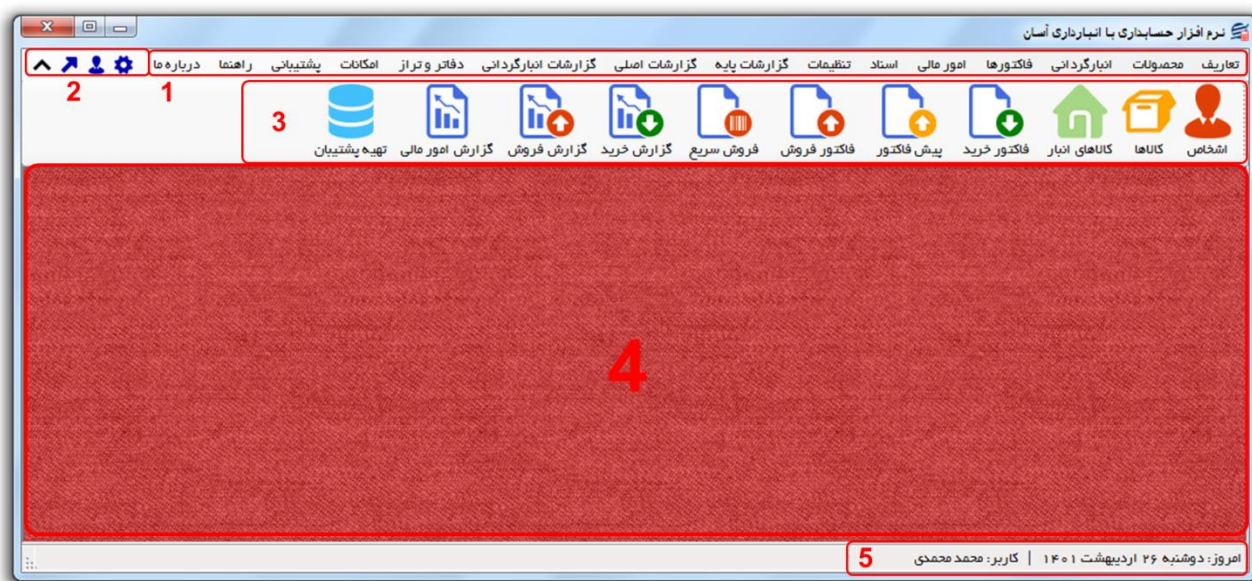 نرم افزار حسابداری با انبارداری آسان
تعاریف محصولات انبارگردانی فاکتورها امور مالی اسناد تنظیمات گزارشات پایه گزارشات اصلی گزارشات انبارگردانی دفاتر و تراز امکانات پشتیبانی راهنما درباره ما
1
2
3
اشخاص کالاها کالاهای انبار فاکتور خرید پیش فاکتور فاکتور فروش فروش سریع گزارش خرید گزارش فروش گزارش امور مالی تهیه پشتیبان
4
امروز: دوشنبه ۲۶ اردیبهشت ۱۴۰۱ | کاربر: محمد محمدی 5